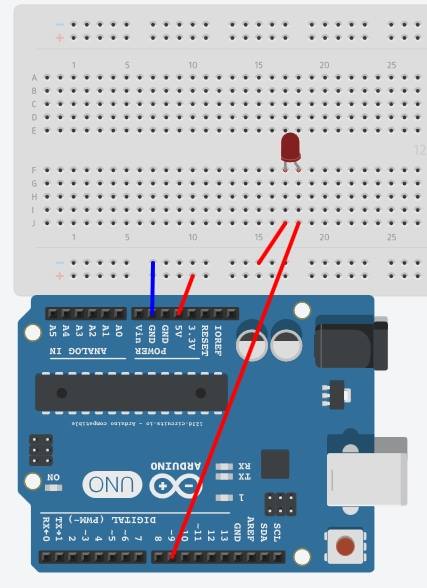 - -
+ +
1 5 10 15 20 25
A
B
C
D
E
12
F
G
H
I
J
1 5 10 15 20 25
- -
+ +
A5 A4 A3 A2 A1 A0 Vin GND GND 5V 3.3V RESET IOREF
ANALOG IN POWER
123d-circuits.io - Arduino compatible
ON
UNO
ARDUINO
RX
TX
1
DIGITAL (PWM~)
RX←0 TX→1 2 ~3 4 ~5 ~6 7 8 ~9 ~10 ~11 12 13 GND AREF SDA SCL